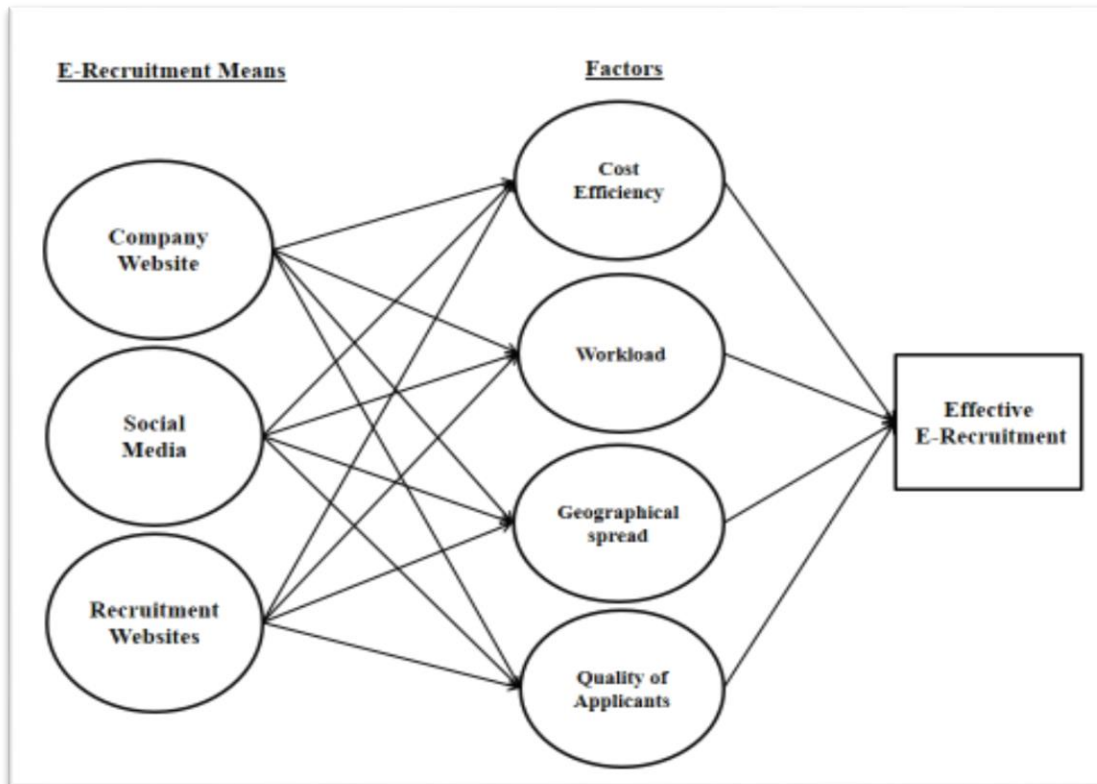 E-Recruitment Means
Factors
Company
Website
Social
Media
Recruitment
Websites
Cost
Efficiency
Workload
Geographical
spread
Quality of
Applicants
Effective
E-Recruitment